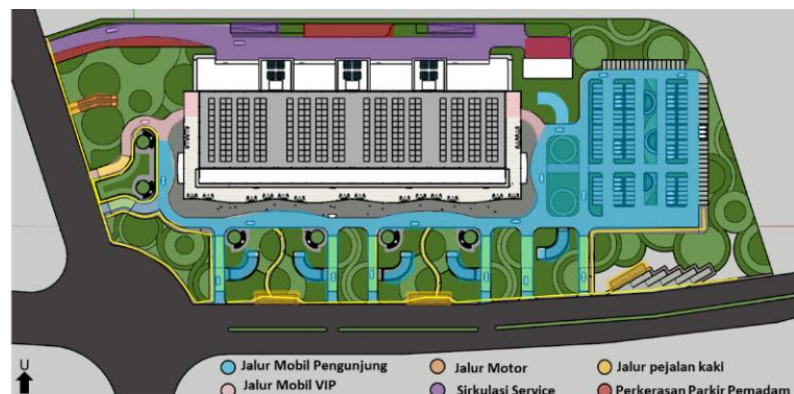 U
Jalur Mobil Pengunjung
Jalur Motor
Jalur pejalan kaki
Jalur Mobil VIP
Sirkulasi Service
Perkerasan Parkir Pemadam